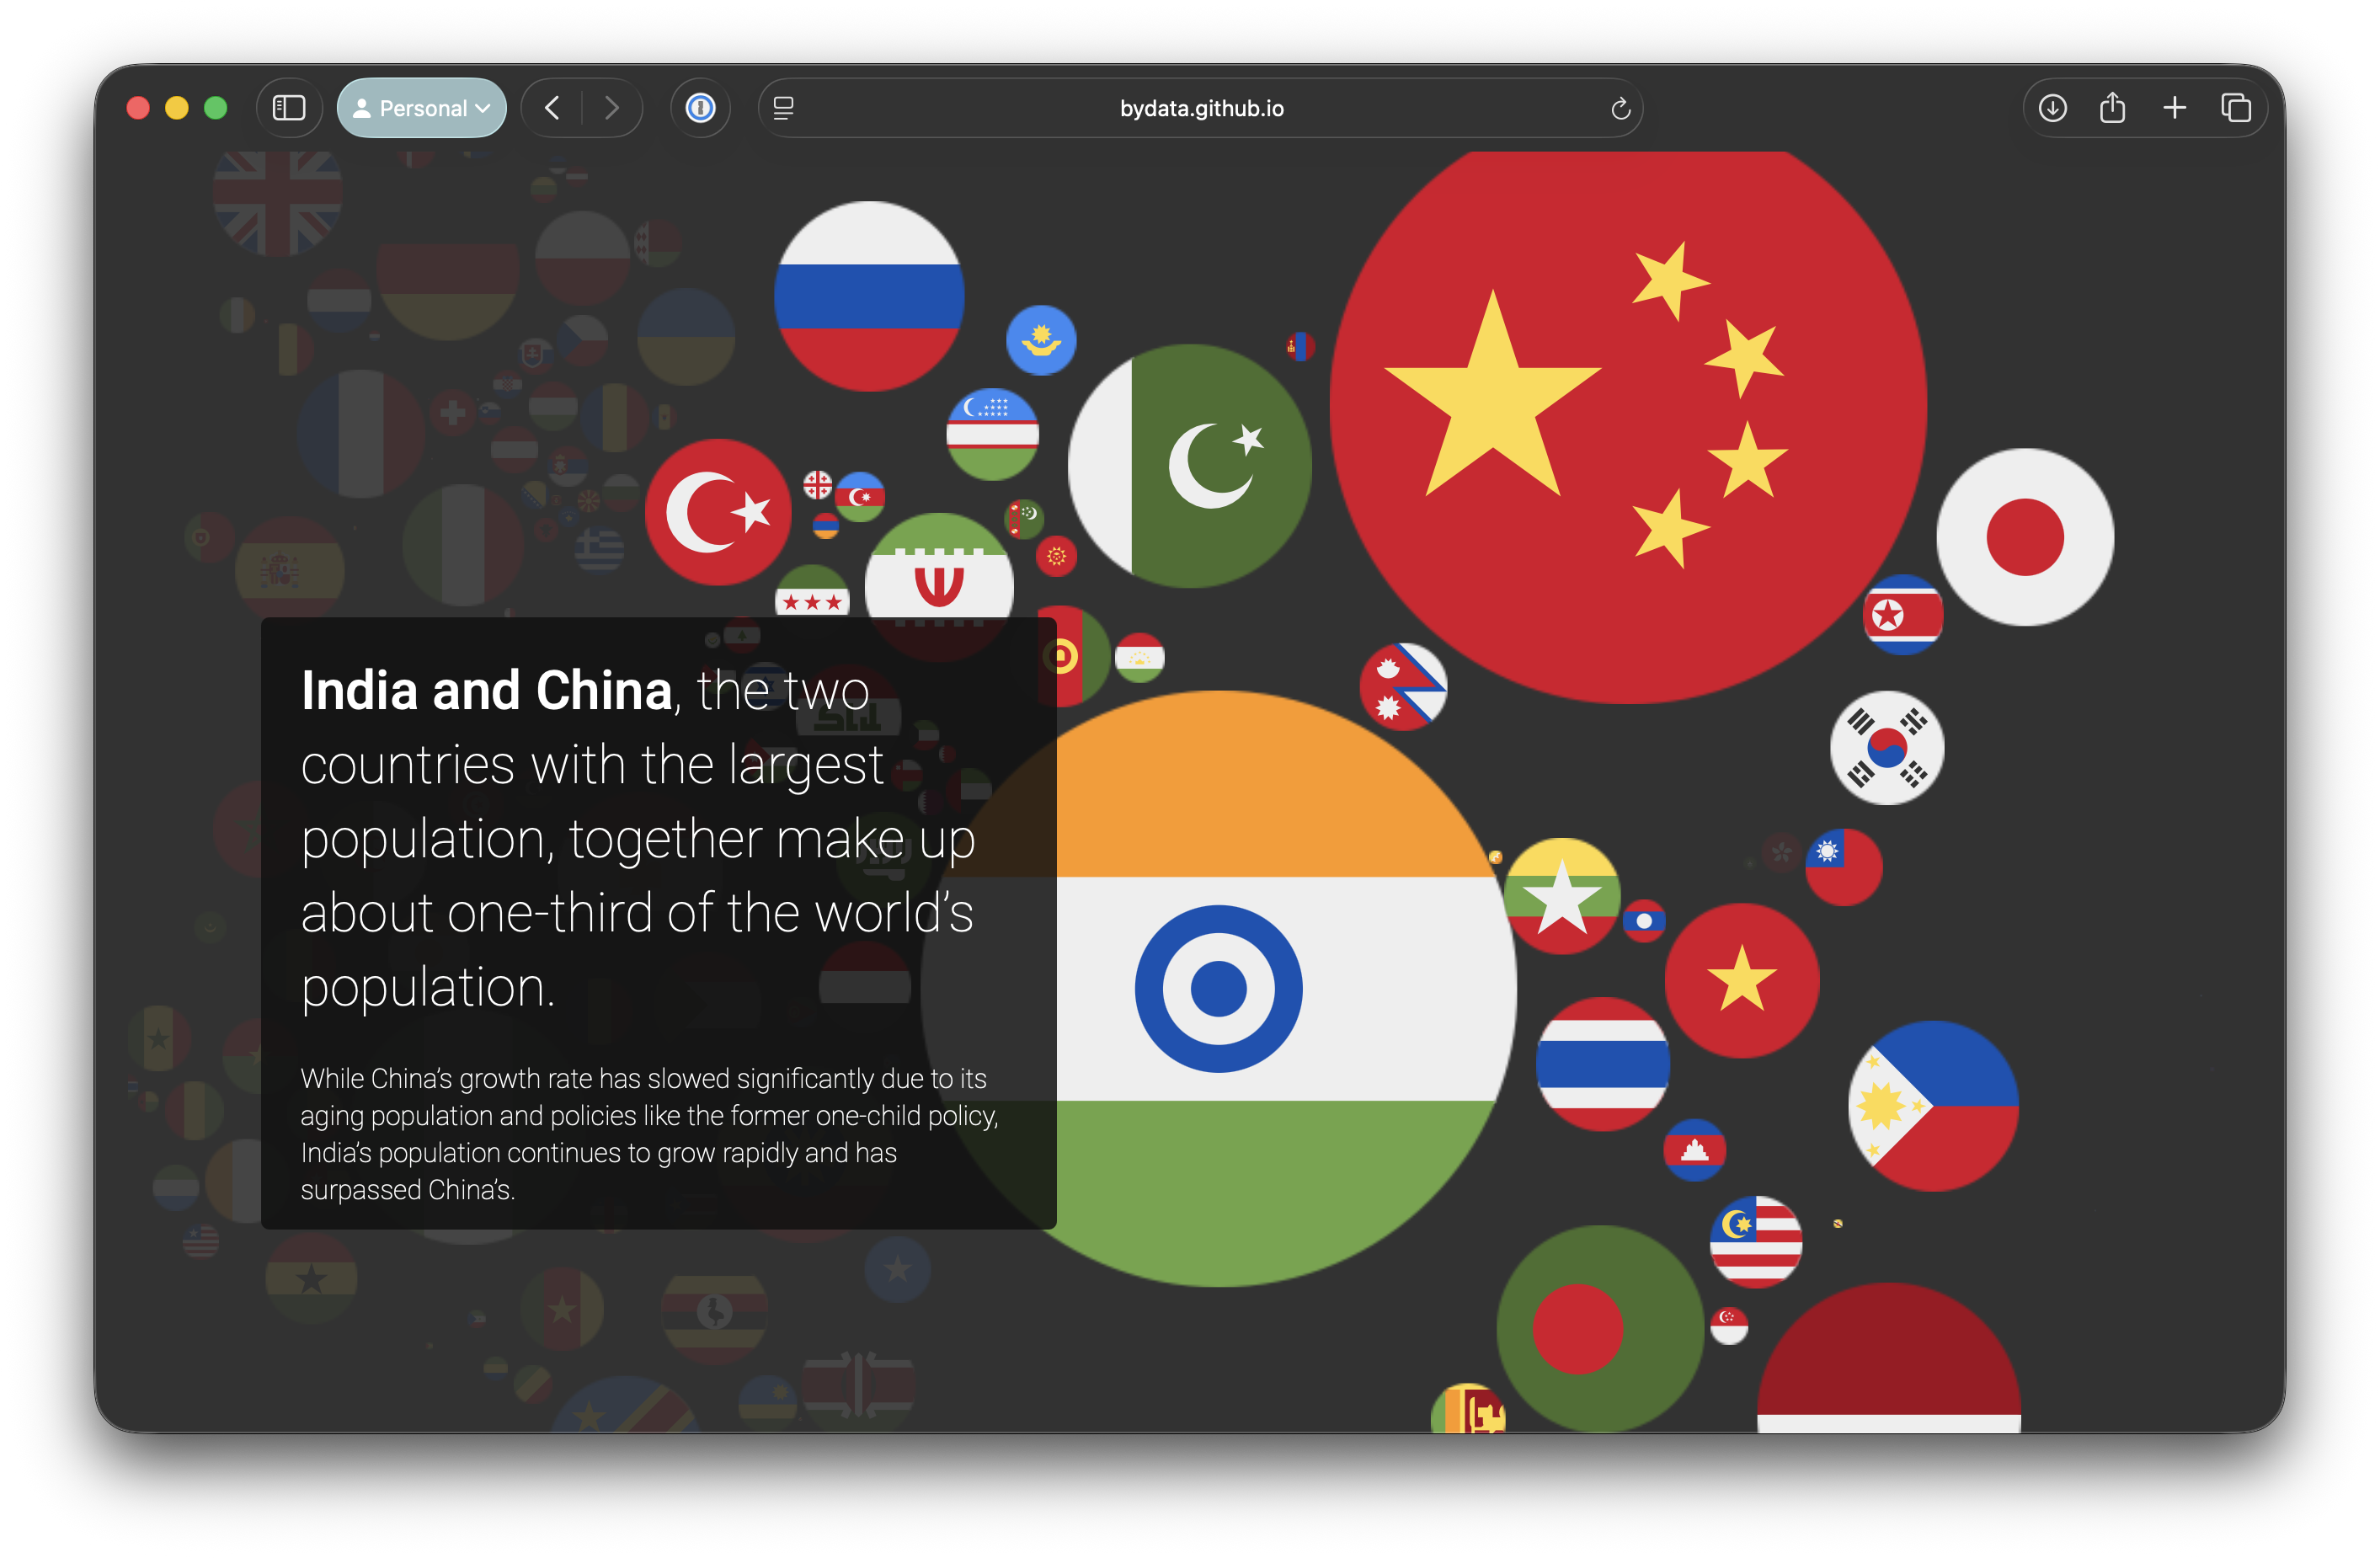 Personal
bydata.github.io
India and China, the two
countries with the largest
population, together make up
about one-third of the world’s
population.
While China’s growth rate has slowed significantly due to its
aging population and policies like the former one-child policy,
India’s population continues to grow rapidly and has
surpassed China’s.